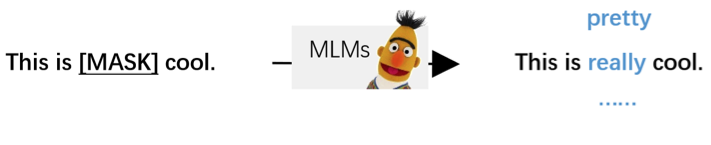 This is [MASK] cool.
MLMs
pretty
This is really cool.
......